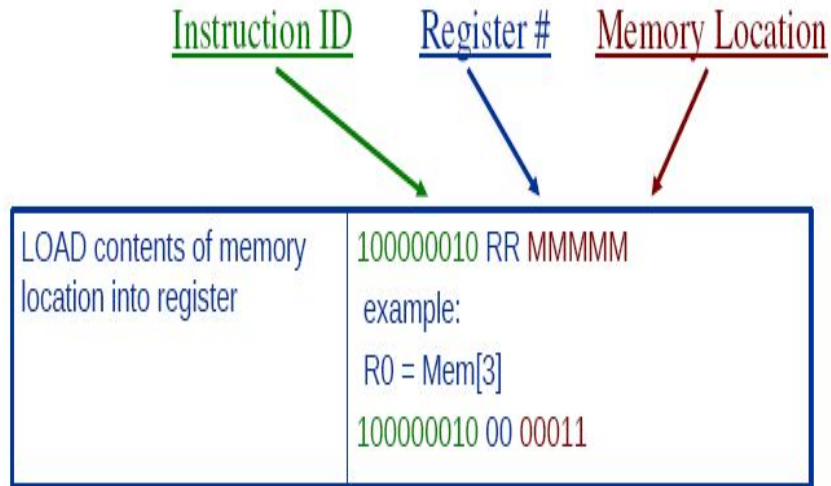 Instruction ID Register # Memory Location
LOAD contents of memory
location into register
100000010 RR MMMMM
example:
R0 = Mem[3]
100000010 00 00011